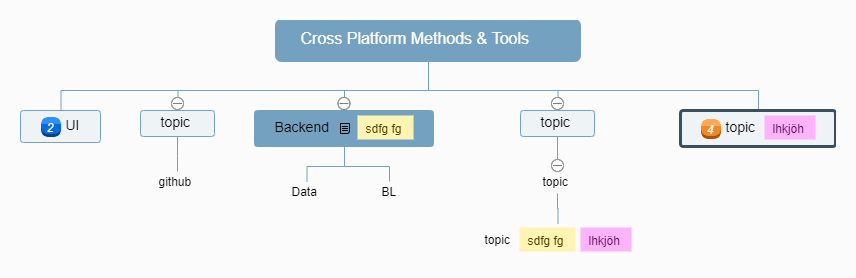 Cross Platform Methods & Tools
2 UI
topic
Backend sdfg fg
topic
4 topic lhkjöh
github
Data
BL
topic
topic sdfg fg lhkjöh